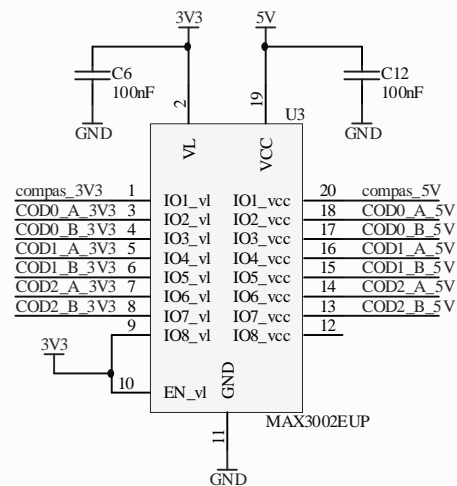 3V3 5V
C6 C12
100nF 100nF
2 19
GND GND
U3
VL VCC
compas_3V3 1 IO1_vl IO1_vcc 20 compas_5V
COD0_A_3V3 3 IO2_vl IO2_vcc 18 COD0_A_5V
COD0_B_3V3 4 IO3_vl IO3_vcc 17 COD0_B_5V
COD1_A_3V3 5 IO4_vl IO4_vcc 16 COD1_A_5V
COD1_B_3V3 6 IO5_vl IO5_vcc 15 COD1_B_5V
COD2_A_3V3 7 IO6_vl IO6_vcc 14 COD2_A_5V
COD2_B_3V3 8 IO7_vl IO7_vcc 13 COD2_B_5V
9 IO8_vl IO8_vcc 12
3V3
10 EN_vl GND
11 MAX3002EUP
GND